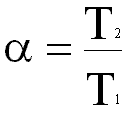 α = T₂/T₁